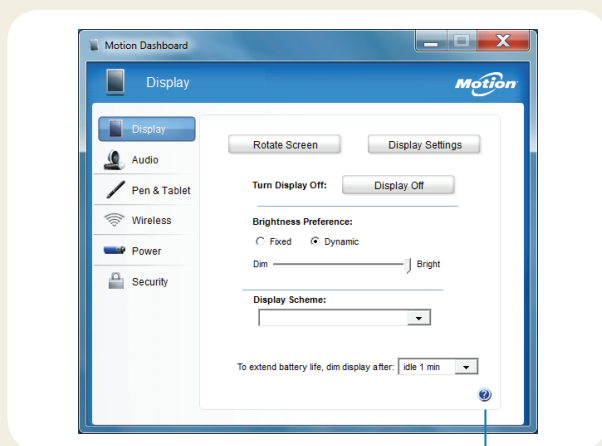 Motion Dashboard
Display
Motion
Display
Audio
Pen & Tablet
Wireless
Power
Security
Rotate Screen Display Settings
Turn Display Off: Display Off
Brightness Preference:
Fixed Dynamic
Dim Bright
Display Scheme:
To extend battery life, dim display after: idle 1 min
?